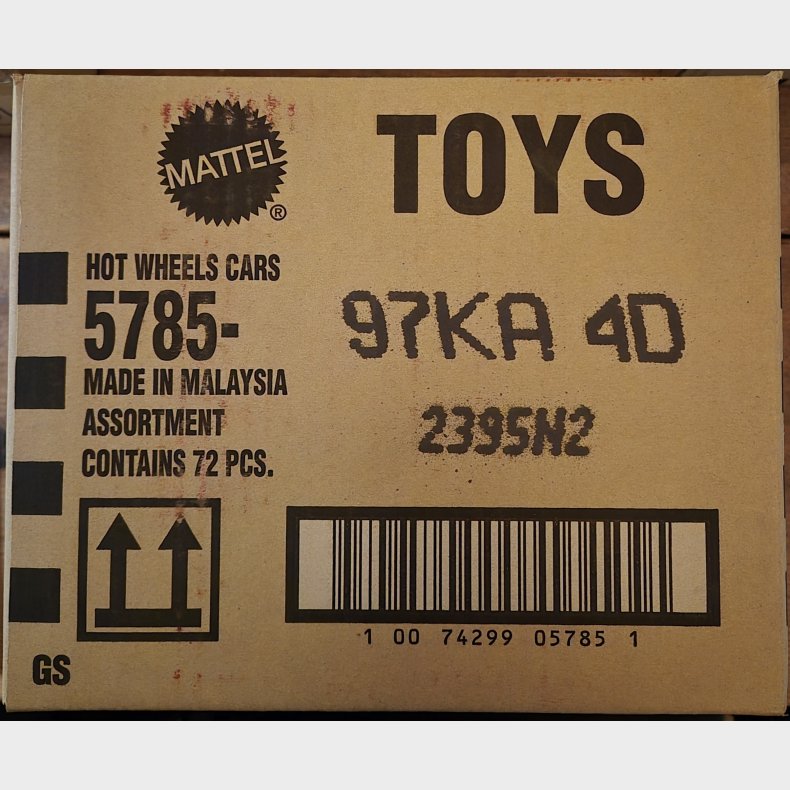 MATTEL
®
TOYS
HOT WHEELS CARS
5785-
97KA 4D
MADE IN MALAYSIA
ASSORTMENT
2395N2
CONTAINS 72 PCS.
1 00 74299 05785 1
GS